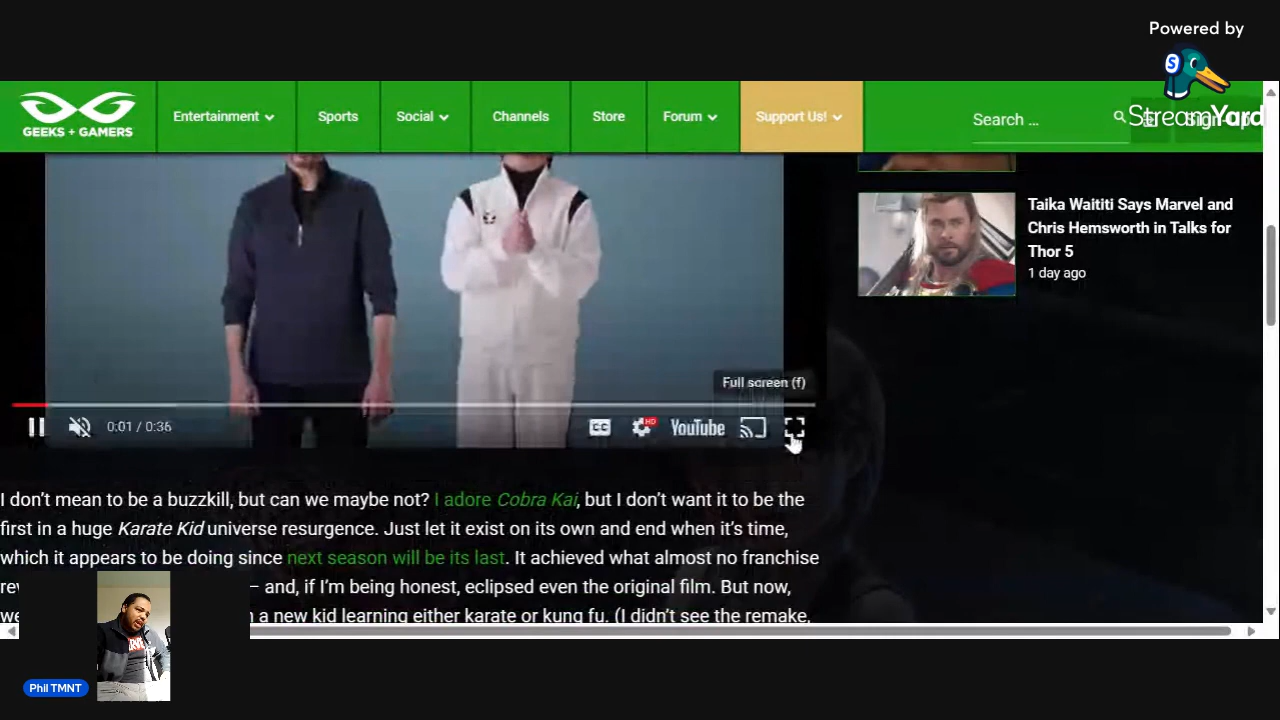 Powered by
StreamYard
GEEKS + GAMERS
Entertainment
Sports
Social
Channels
Store
Forum
Support Us!
Search ...
Taika Waititi Says Marvel and
Chris Hemsworth in Talks for
Thor 5
1 day ago
Full screen (f)
0:01 / 0:36
CC
HD
YouTube
I don't mean to be a buzzkill, but can we maybe not? I adore Cobra Kai, but I don't want it to be the
first in a huge Karate Kid universe resurgence. Just let it exist on its own and end when it's time,
which it appears to be doing since next season will be its last. It achieved what almost no franchise
– and, if I'm being honest, eclipsed even the original film. But now,
a new kid learning either karate or kung fu. (I didn't see the remake,
Phil TMNT